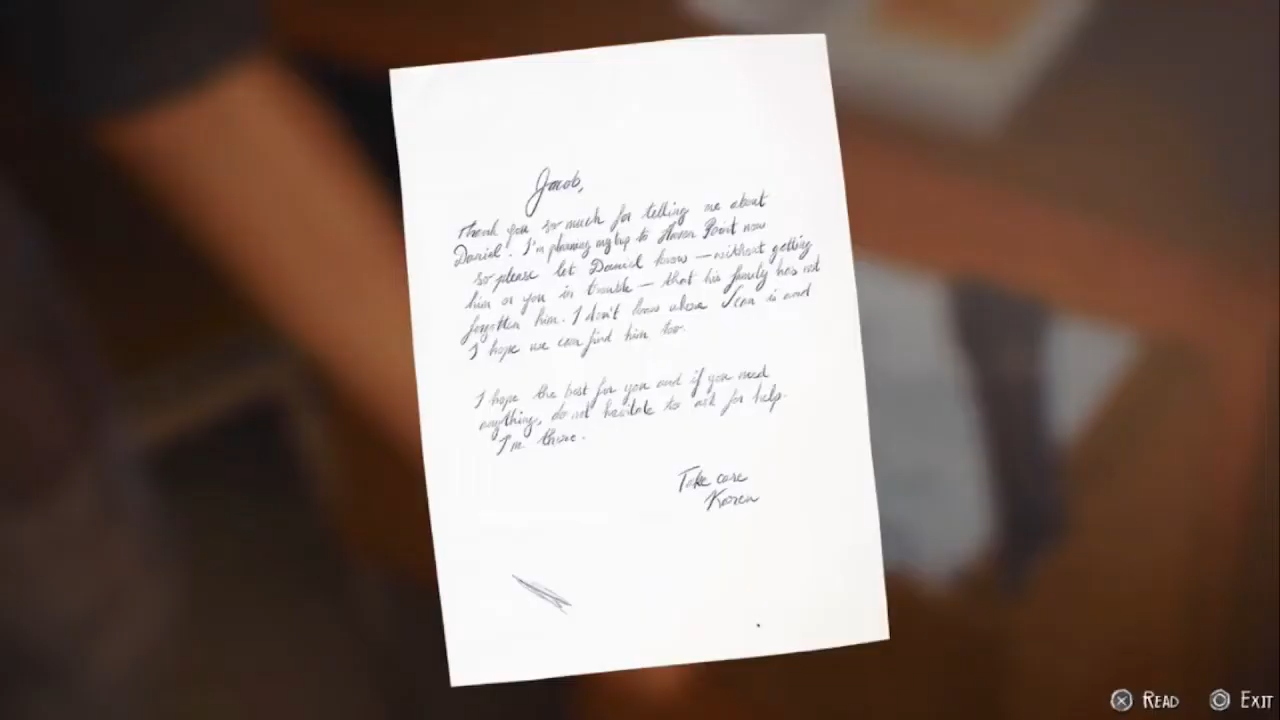 Jacob,
Thank you so much for telling me about
Daniel! I'm planning my trip to Haven Point now
so please let Daniel know — without getting
him or you in trouble — that his family has not
forgotten him. I don't know where Sean is and
I hope we can find him too.
I hope the best for you and if you need
anything, do not hesitate to ask for help.
I'm there.
Take care
Karen
READ
EXIT